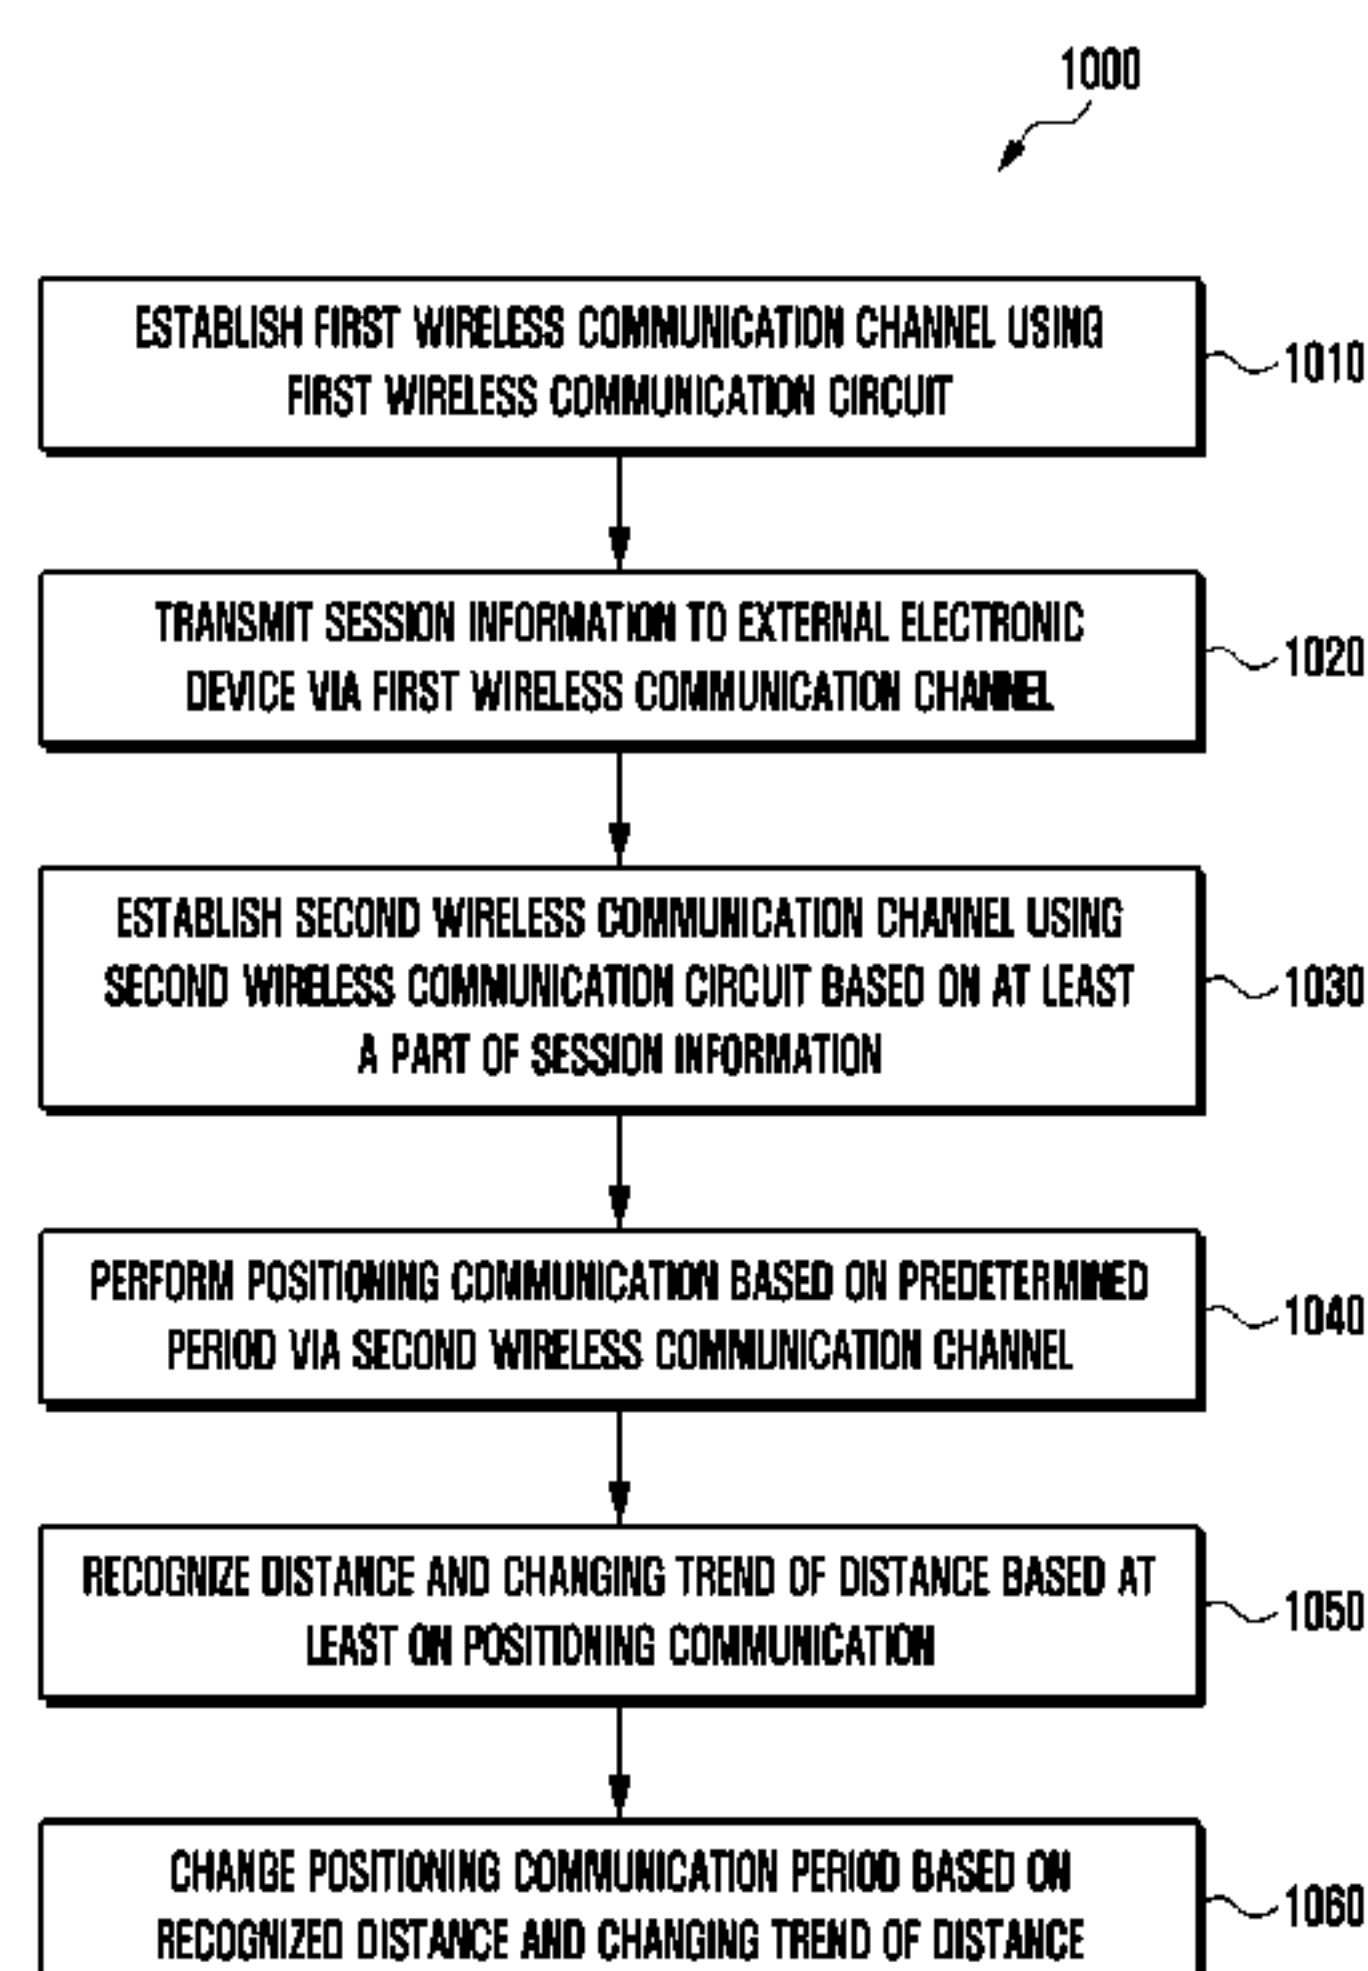 1000
ESTABLISH FIRST WIRELESS COMMUNICATION CHANNEL USING
FIRST WIRELESS COMMUNICATION CIRCUIT
1010
TRANSMIT SESSION INFORMATION TO EXTERNAL ELECTRONIC
DEVICE VIA FIRST WIRELESS COMMUNICATION CHANNEL
1020
ESTABLISH SECOND WIRELESS COMMUNICATION CHANNEL USING
SECOND WIRELESS COMMUNICATION CIRCUIT BASED ON AT LEAST
A PART OF SESSION INFORMATION
1030
PERFORM POSITIONING COMMUNICATION BASED ON PREDETERMINED
PERIOD VIA SECOND WIRELESS COMMUNICATION CHANNEL
1040
RECOGNIZE DISTANCE AND CHANGING TREND OF DISTANCE BASED AT
LEAST ON POSITIONING COMMUNICATION
1050
CHANGE POSITIONING COMMUNICATION PERIOD BASED ON
RECOGNIZED DISTANCE AND CHANGING TREND OF DISTANCE
1060